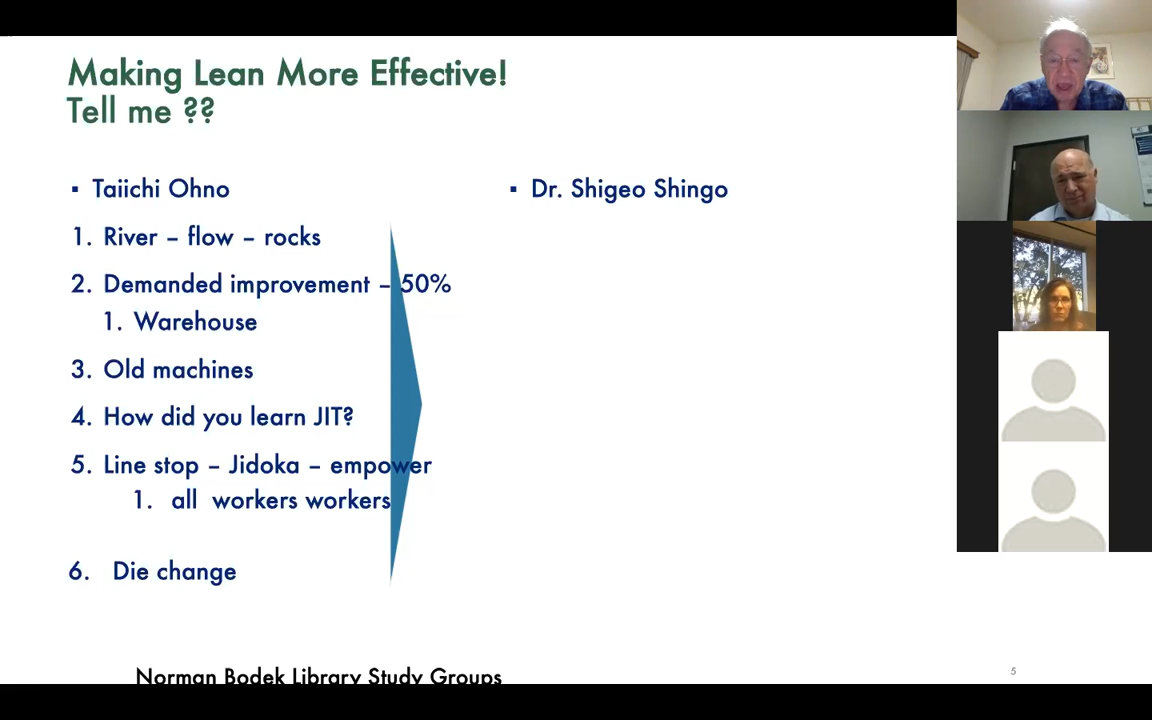 Making Lean More Effective!
Tell me ??
▪ Taiichi Ohno
1. River – flow – rocks
2. Demanded improvement – 50%
1. Warehouse
3. Old machines
4. How did you learn JIT?
5. Line stop – Jidoka – empower
1. all workers workers
6. Die change
▪ Dr. Shigeo Shingo
Norman Bodek Library Study Groups
5